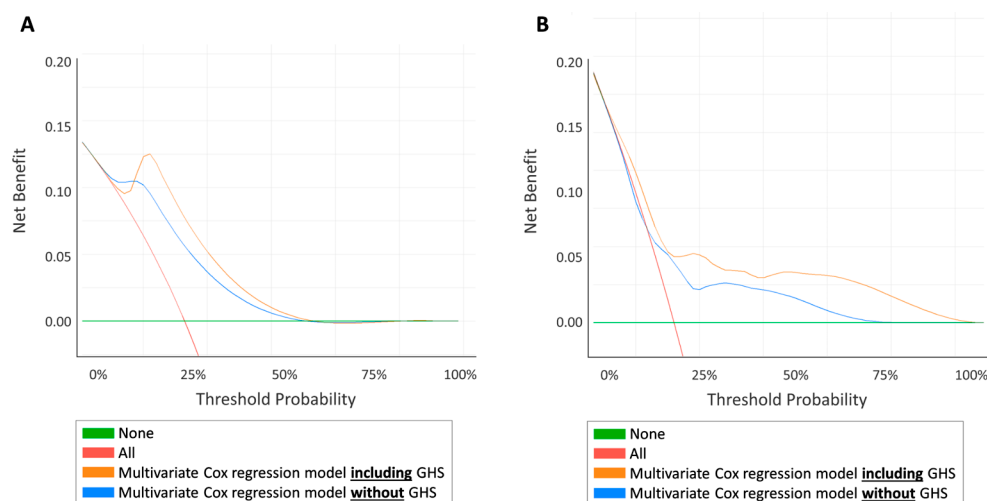 A
0.20
0.15
0.10
0.05
0.00
Net Benefit
0%
25%
50%
75%
100%
Threshold Probability
None
All
Multivariate Cox regression model including GHS
Multivariate Cox regression model without GHS
B
0.20
0.15
0.10
0.05
0.00
Net Benefit
0%
25%
50%
75%
100%
Threshold Probability
None
All
Multivariate Cox regression model including GHS
Multivariate Cox regression model without GHS